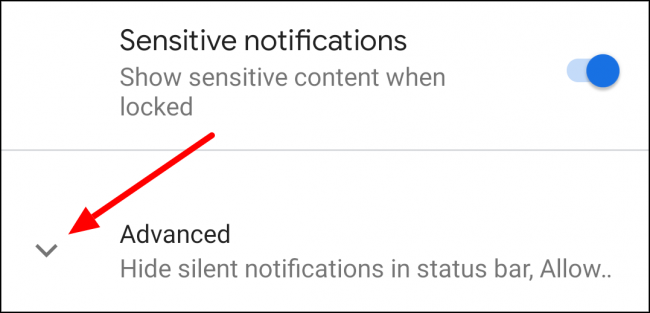 Sensitive notifications
Show sensitive content when
locked
Advanced
Hide silent notifications in status bar, Allow..